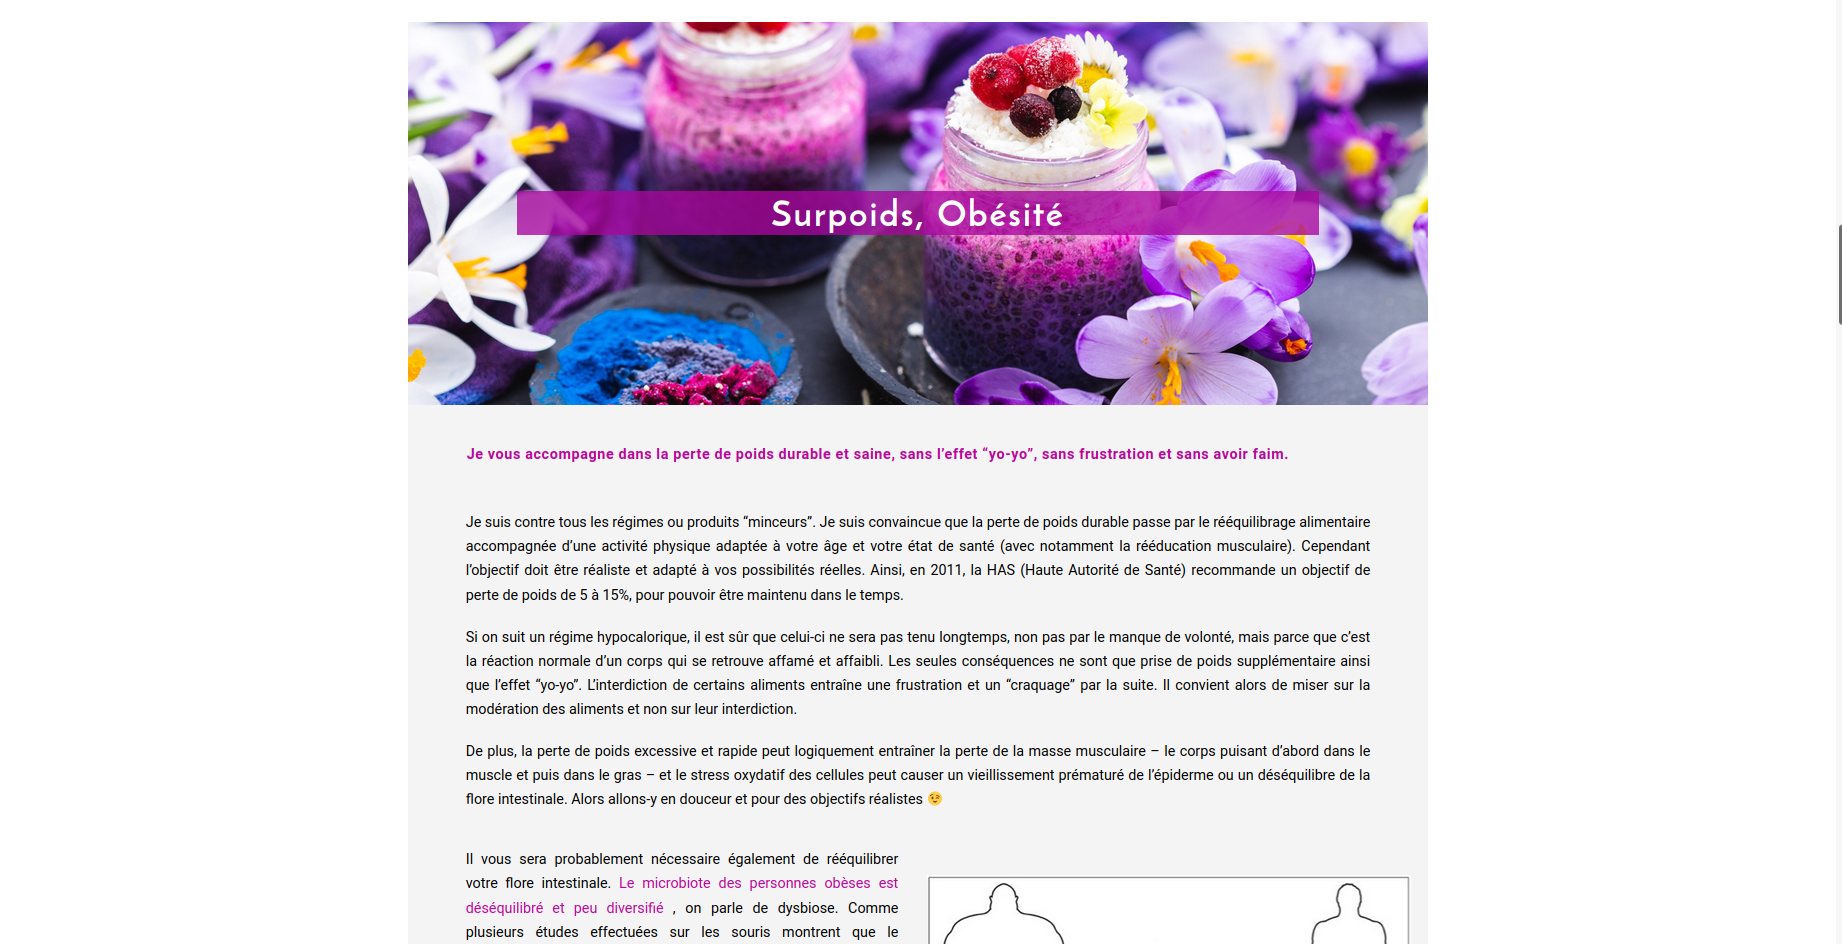 Surpoids, Obésité
Je vous accompagne dans la perte de poids durable et saine, sans l’effet “yo-yo”, sans frustration et sans avoir faim.
Je suis contre tous les régimes ou produits “minceurs”. Je suis convaincue que la perte de poids durable passe par le rééquilibrage alimentaire
accompagnée d’une activité physique adaptée à votre âge et votre état de santé (avec notamment la rééducation musculaire). Cependant
l’objectif doit être réaliste et adapté à vos possibilités réelles. Ainsi, en 2011, la HAS (Haute Autorité de Santé) recommande un objectif de
perte de poids de 5 à 15%, pour pouvoir être maintenu dans le temps.
Si on suit un régime hypocalorique, il est sûr que celui-ci ne sera pas tenu longtemps, non pas par le manque de volonté, mais parce que c’est
la réaction normale d’un corps qui se retrouve affamé et affaibli. Les seules conséquences ne sont que prise de poids supplémentaire ainsi
que l’effet “yo-yo”. L’interdiction de certains aliments entraîne une frustration et un “craquage” par la suite. Il convient alors de miser sur la
modération des aliments et non sur leur interdiction.
De plus, la perte de poids excessive et rapide peut logiquement entraîner la perte de la masse musculaire – le corps puisant d’abord dans le
muscle et puis dans le gras – et le stress oxydatif des cellules peut causer un vieillissement prématuré de l’épiderme ou un déséquilibre de la
flore intestinale. Alors allons-y en douceur et pour des objectifs réalistes 😉
Il vous sera probablement nécessaire également de rééquilibrer
votre flore intestinale. Le microbiote des personnes obèses est
déséquilibré et peu diversifié , on parle de dysbiose. Comme
plusieurs études effectuées sur les souris montrent que le